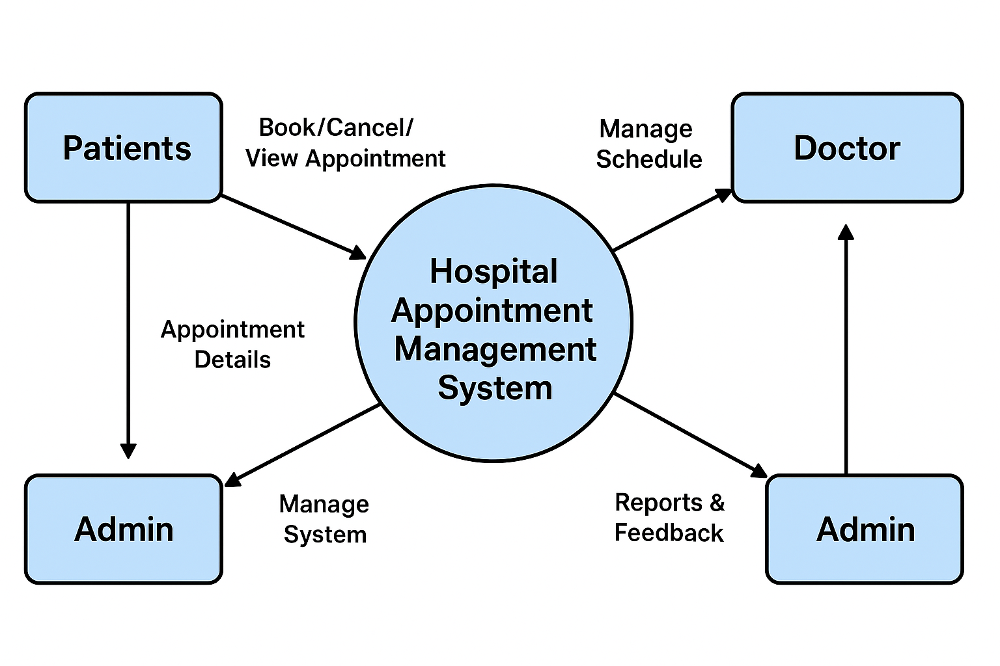 Patients
Book/Cancel/
View Appointment
Manage
Schedule
Doctor
Hospital
Appointment
Management
System
Appointment
Details
Admin
Manage
System
Reports &
Feedback
Admin